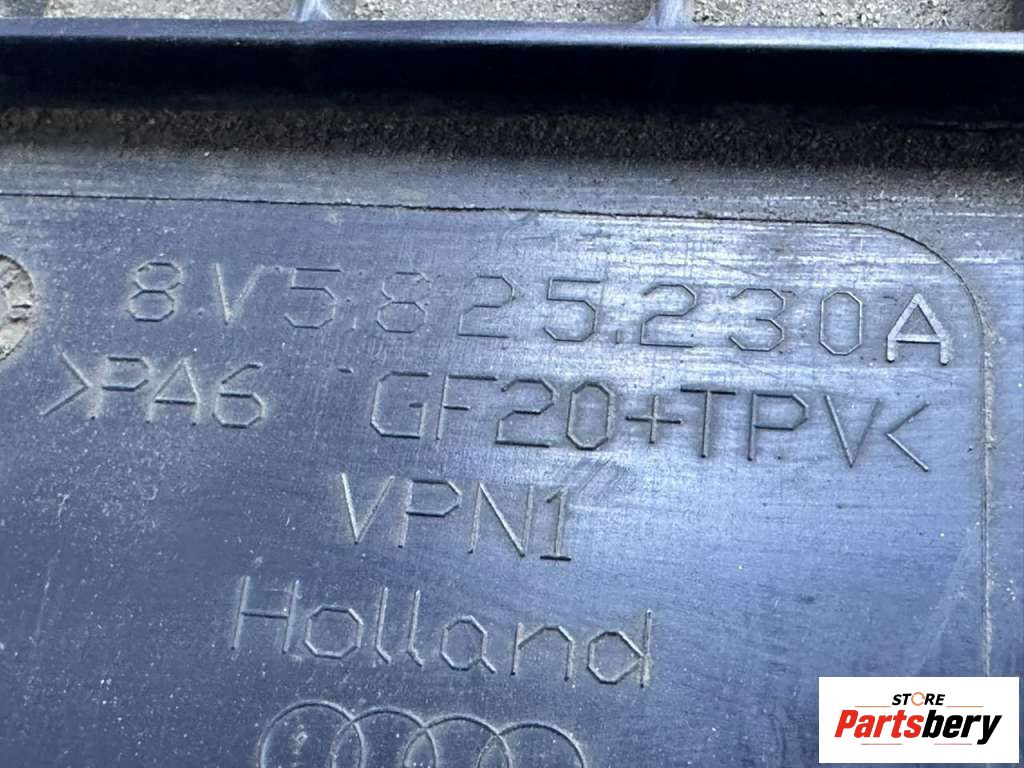 8V5.825.230A
>PA6 GF20+TPV<
VPN1
Holland
STORE
Partsbery